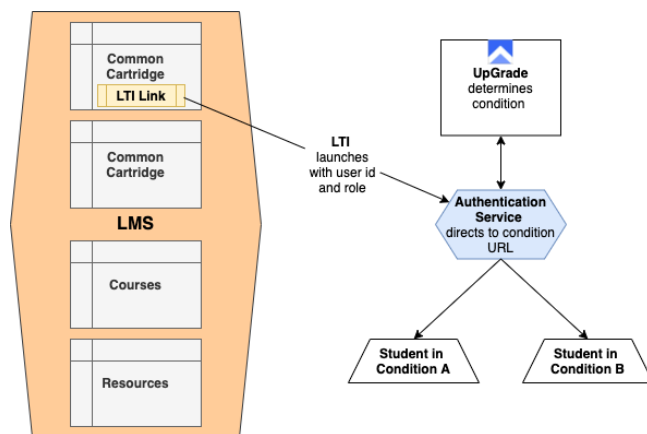 Common
Cartridge
LTI Link
Common
Cartridge
LMS
Courses
Resources
LTI
launches
with user id
and role
UpGrade
determines
condition
Authentication
Service
directs to condition
URL
Student in
Condition A
Student in
Condition B